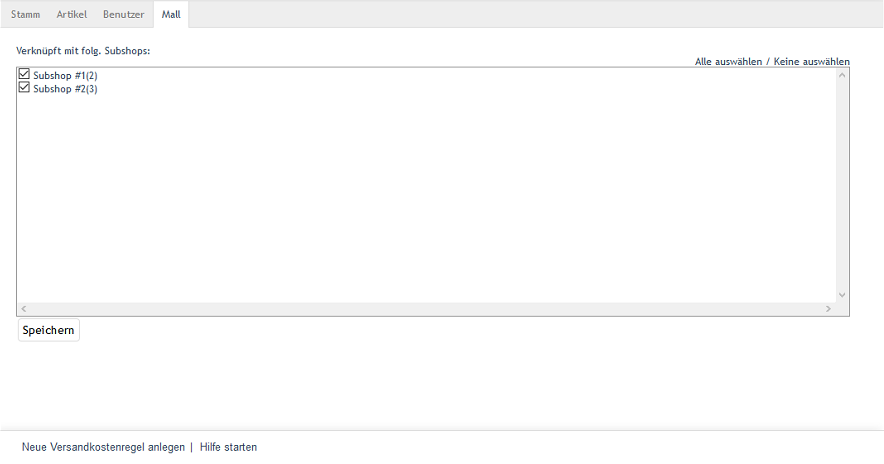 Stamm Artikel Benutzer Mall
Verknüpft mit folg. Subshops:
Alle auswählen / Keine auswählen
Subshop #1(2)
Subshop #2(3)
Speichern
Neue Versandkostenregel anlegen | Hilfe starten